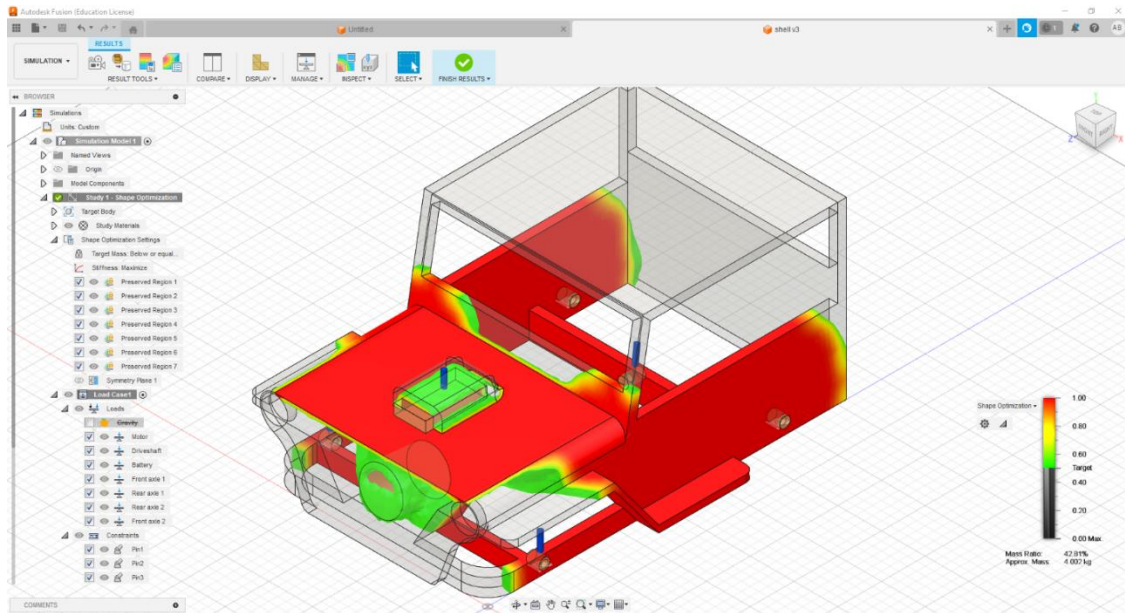 Autodesk Fusion (Education License)
Untitled
shell v3
AB
RESULTS
SIMULATION
RESULT TOOLS
COMPARE
DISPLAY
MANAGE
INSPECT
SELECT
FINISH RESULTS
BROWSER
Simulations
Units: Custom
Simulation Model 1
Named Views
Origin
Model Components
Study 1 - Shape Optimization
Target Body
Study Materials
Shape Optimization Settings
Target Mass: Below or equal...
Stiffness: Maximize
Preserved Region 1
Preserved Region 2
Preserved Region 3
Preserved Region 4
Preserved Region 5
Preserved Region 6
Preserved Region 7
Symmetry Plane 1
Load Case1
Loads
Gravity
Motor
Driveshaft
Battery
Front axle 1
Rear axle 1
Rear axle 2
Front axle 2
Constraints
Pin1
Pin2
Pin3
COMMENTS
TOP
FRONT
RIGHT
Z
X
Shape Optimization
1.00
0.80
0.60
Target
0.40
0.20
0.00 Max.
Mass Ratio: 42.81%
Approx. Mass: 4.002 kg